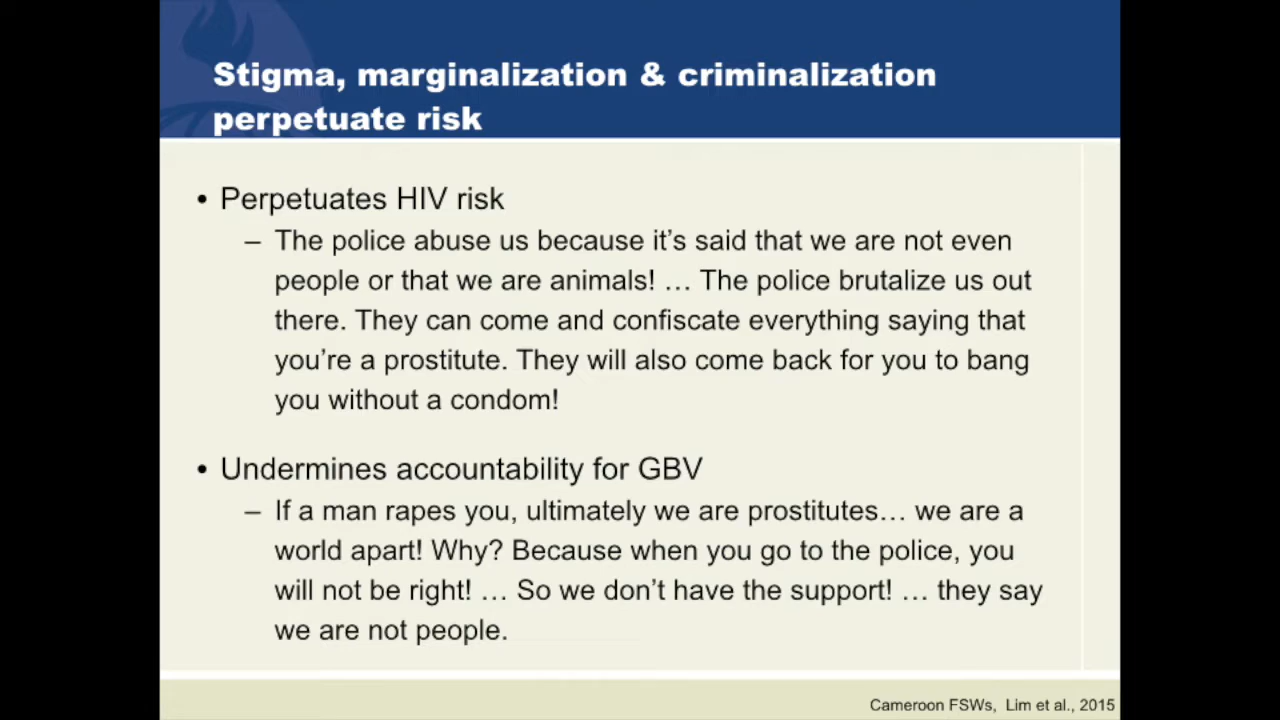 Stigma, marginalization & criminalization
perpetuate risk
• Perpetuates HIV risk
– The police abuse us because it’s said that we are not even
people or that we are animals! … The police brutalize us out
there. They can come and confiscate everything saying that
you’re a prostitute. They will also come back for you to bang
you without a condom!
• Undermines accountability for GBV
– If a man rapes you, ultimately we are prostitutes… we are a
world apart! Why? Because when you go to the police, you
will not be right! … So we don’t have the support! … they say
we are not people.
Cameroon FSWs, Lim et al., 2015